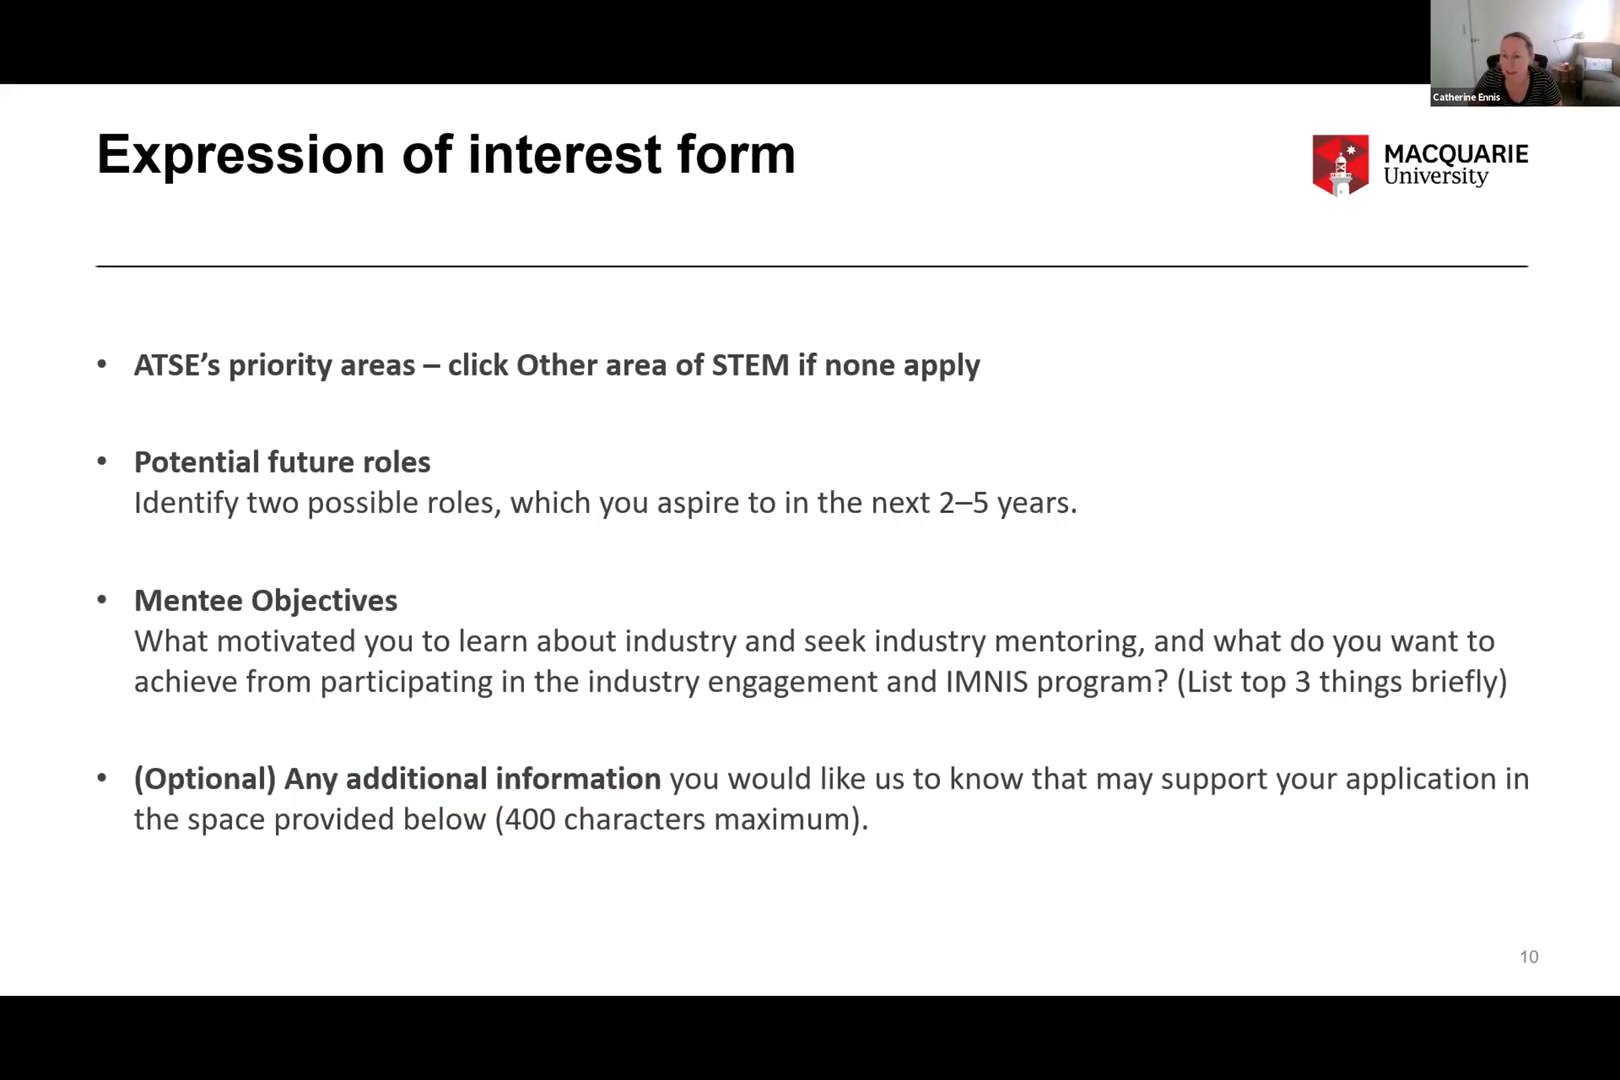 Catherine Ennis
Expression of interest form
MACQUARIE
University
• ATSE’s priority areas – click Other area of STEM if none apply
• Potential future roles
Identify two possible roles, which you aspire to in the next 2–5 years.
• Mentee Objectives
What motivated you to learn about industry and seek industry mentoring, and what do you want to
achieve from participating in the industry engagement and IMNIS program? (List top 3 things briefly)
• (Optional) Any additional information you would like us to know that may support your application in
the space provided below (400 characters maximum).
10